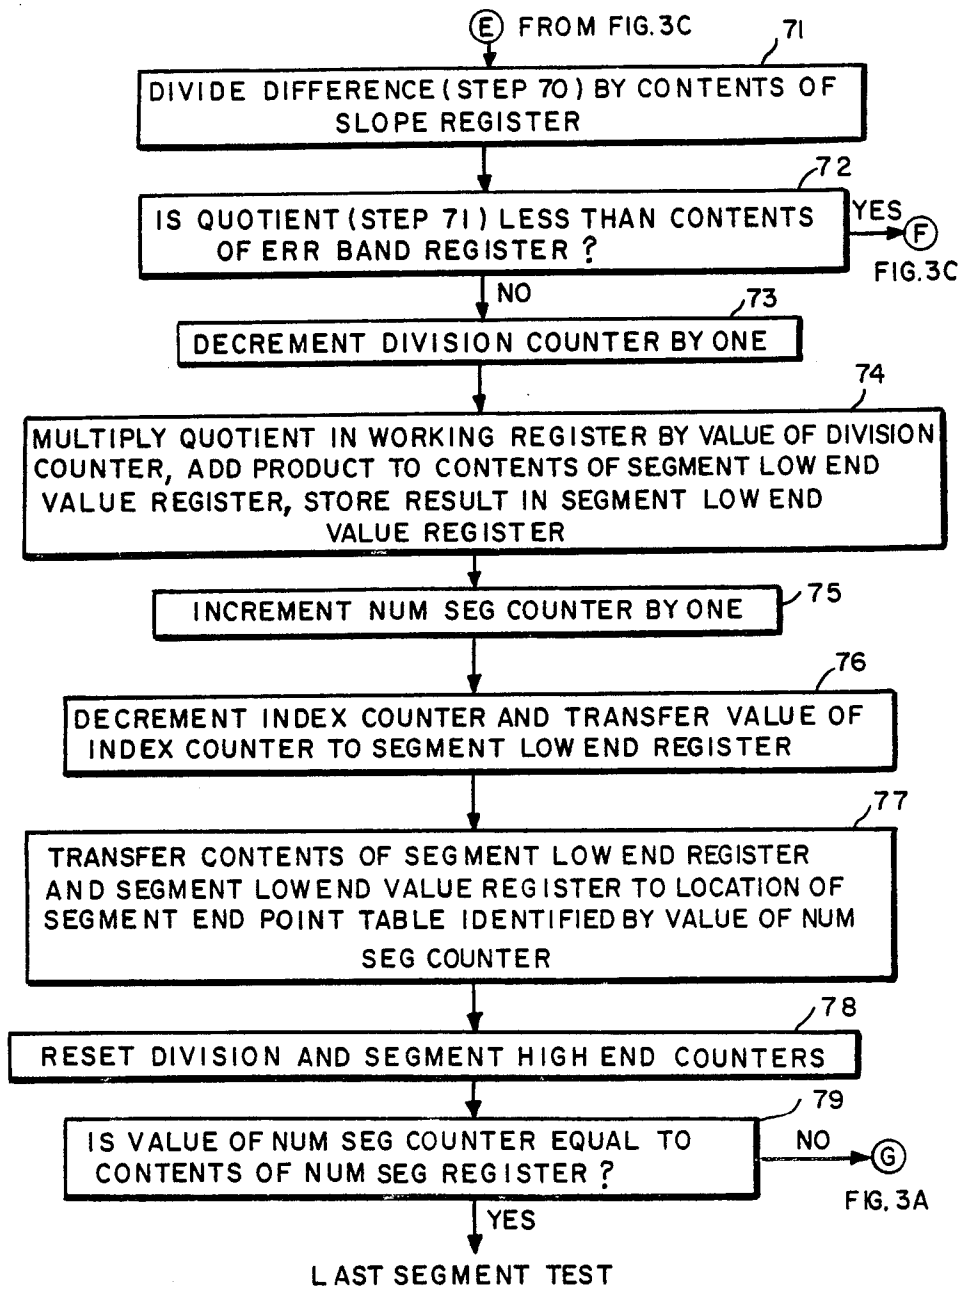 E FROM FIG.3C
71
DIVIDE DIFFERENCE (STEP 70) BY CONTENTS OF
SLOPE REGISTER
72
IS QUOTIENT (STEP 71) LESS THAN CONTENTS
OF ERR BAND REGISTER ?
YES
F
FIG.3C
NO
73
DECREMENT DIVISION COUNTER BY ONE
74
MULTIPLY QUOTIENT IN WORKING REGISTER BY VALUE OF DIVISION
COUNTER, ADD PRODUCT TO CONTENTS OF SEGMENT LOW END
VALUE REGISTER, STORE RESULT IN SEGMENT LOW END
VALUE REGISTER
75
INCREMENT NUM SEG COUNTER BY ONE
76
DECREMENT INDEX COUNTER AND TRANSFER VALUE OF
INDEX COUNTER TO SEGMENT LOW END REGISTER
77
TRANSFER CONTENTS OF SEGMENT LOW END REGISTER
AND SEGMENT LOW END VALUE REGISTER TO LOCATION OF
SEGMENT END POINT TABLE IDENTIFIED BY VALUE OF NUM
SEG COUNTER
78
RESET DIVISION AND SEGMENT HIGH END COUNTERS
79
IS VALUE OF NUM SEG COUNTER EQUAL TO
CONTENTS OF NUM SEG REGISTER ?
NO
G
FIG. 3A
YES
LAST SEGMENT TEST